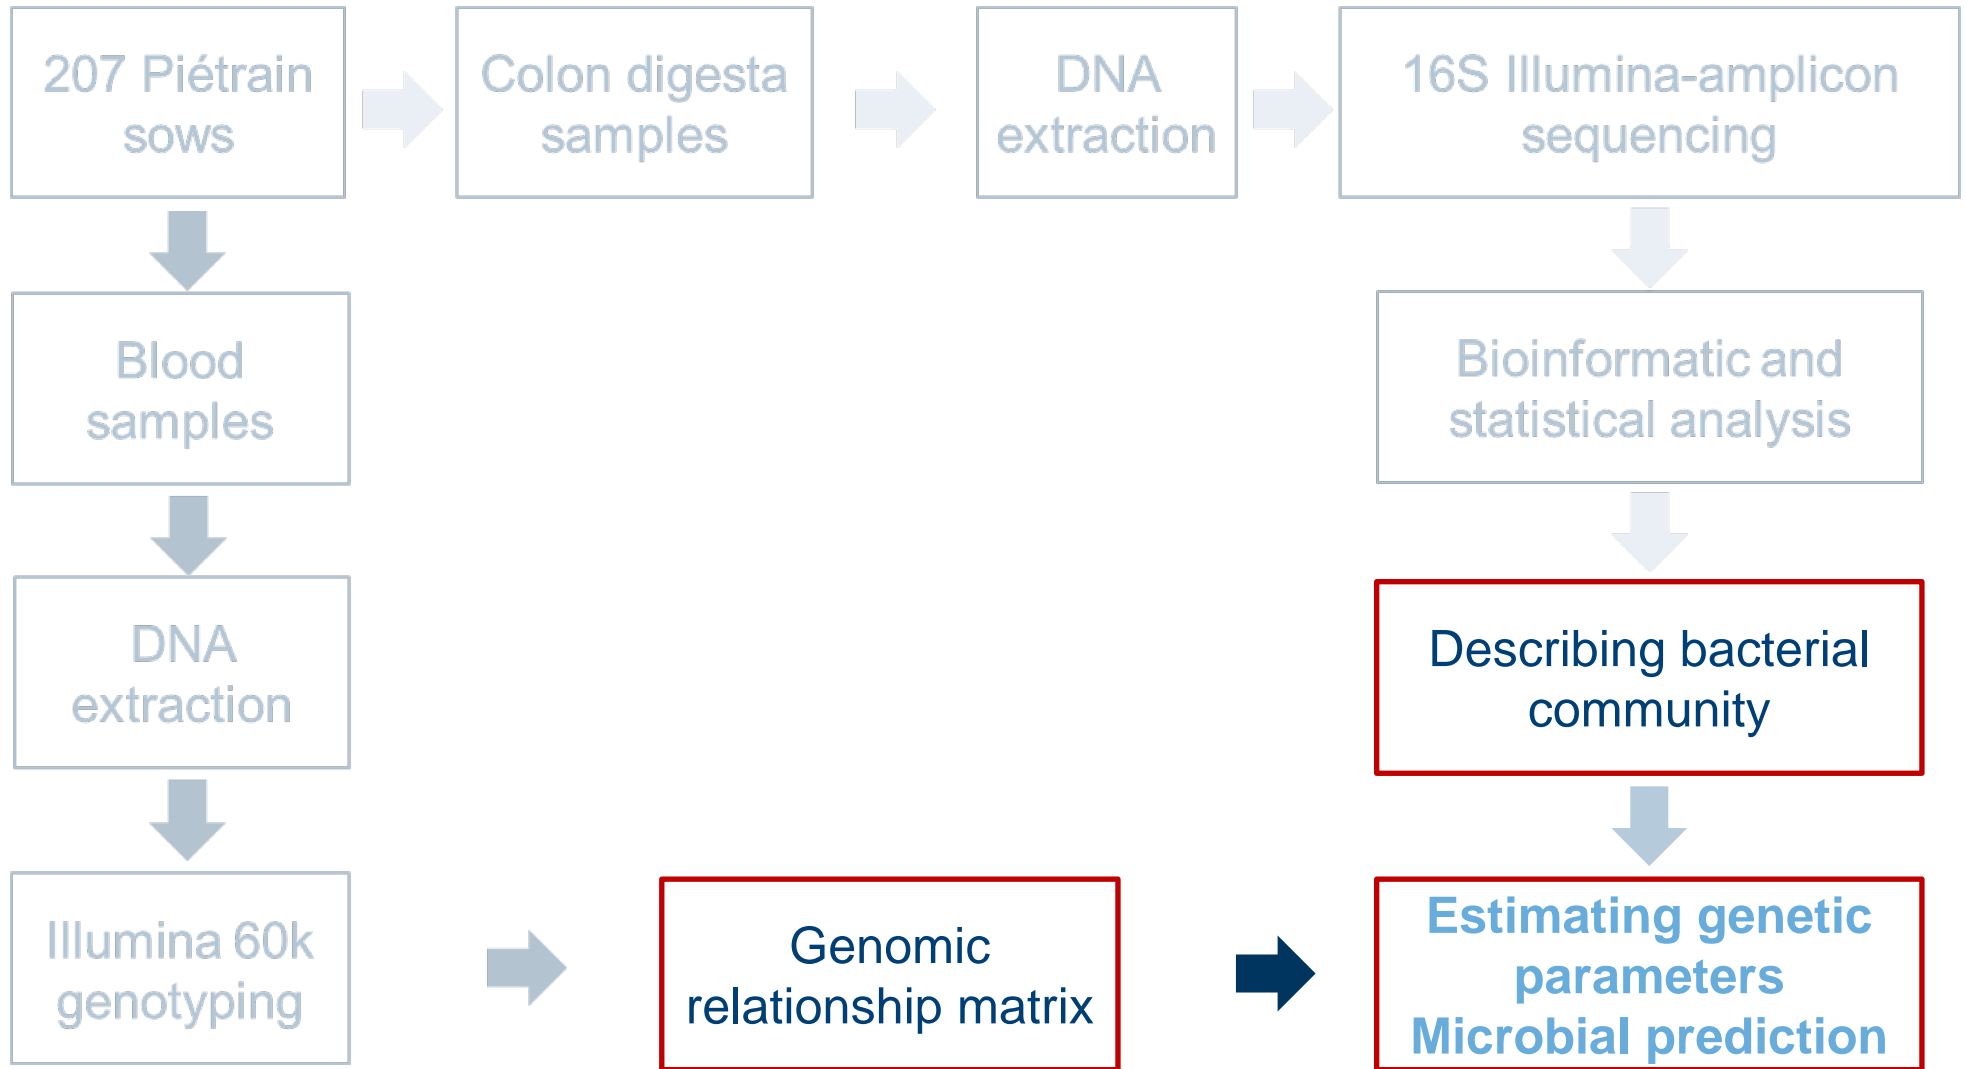 207 Piétrain
sows
Colon digesta
samples
DNA
extraction
16S Illumina-amplicon
sequencing
Blood
samples
Bioinformatic and
statistical analysis
DNA
extraction
Describing bacterial
community
Illumina 60k
genotyping
Genomic
relationship matrix
Estimating genetic
parameters
Microbial prediction